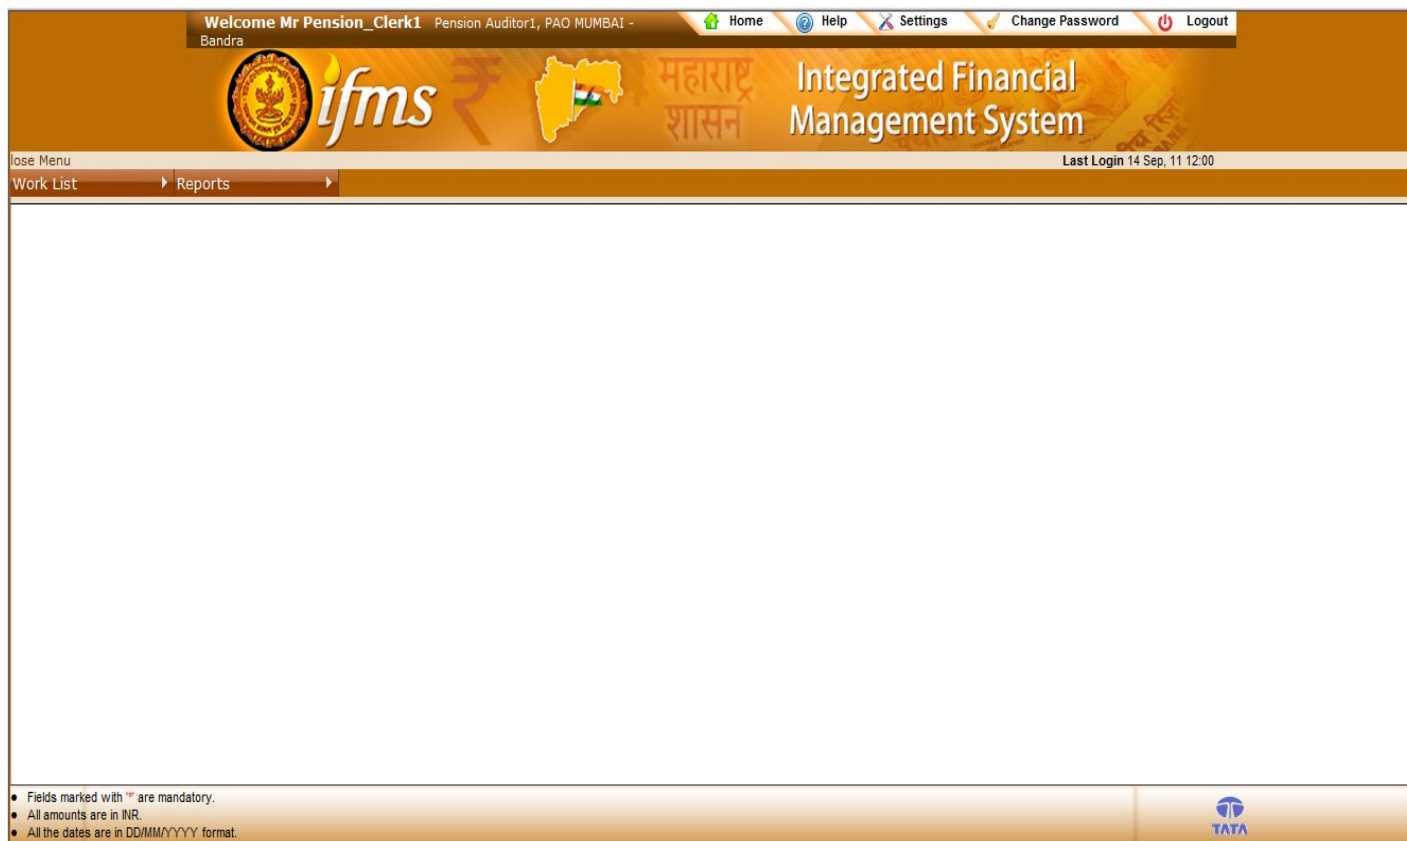 Welcome Mr Pension_Clerk1 Pension Auditor1, PAO MUMBAI - Bandra
Home Help Settings Change Password Logout
ifms
महाराष्ट्र
शासन
Integrated Financial
Management System
lose Menu
Last Login 14 Sep, 11 12:00
Work List Reports
Fields marked with '*' are mandatory.
All amounts are in INR.
All the dates are in DD/MM/YYYY format.
TATA